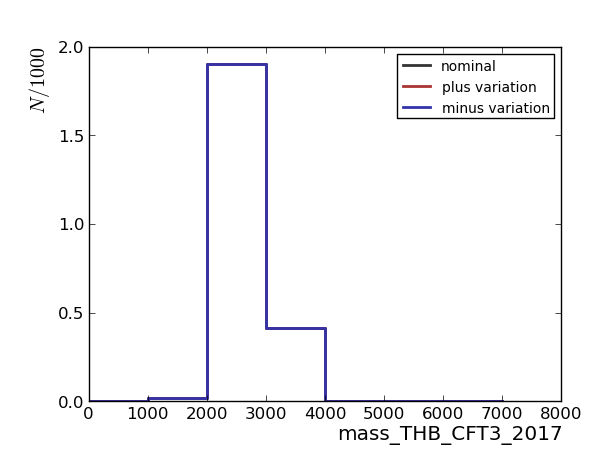 N/1000
2.0
1.5
1.0
0.5
0.0
nominal
plus variation
minus variation
0 1000 2000 3000 4000 5000 6000 7000 8000
mass_THB_CFT3_2017